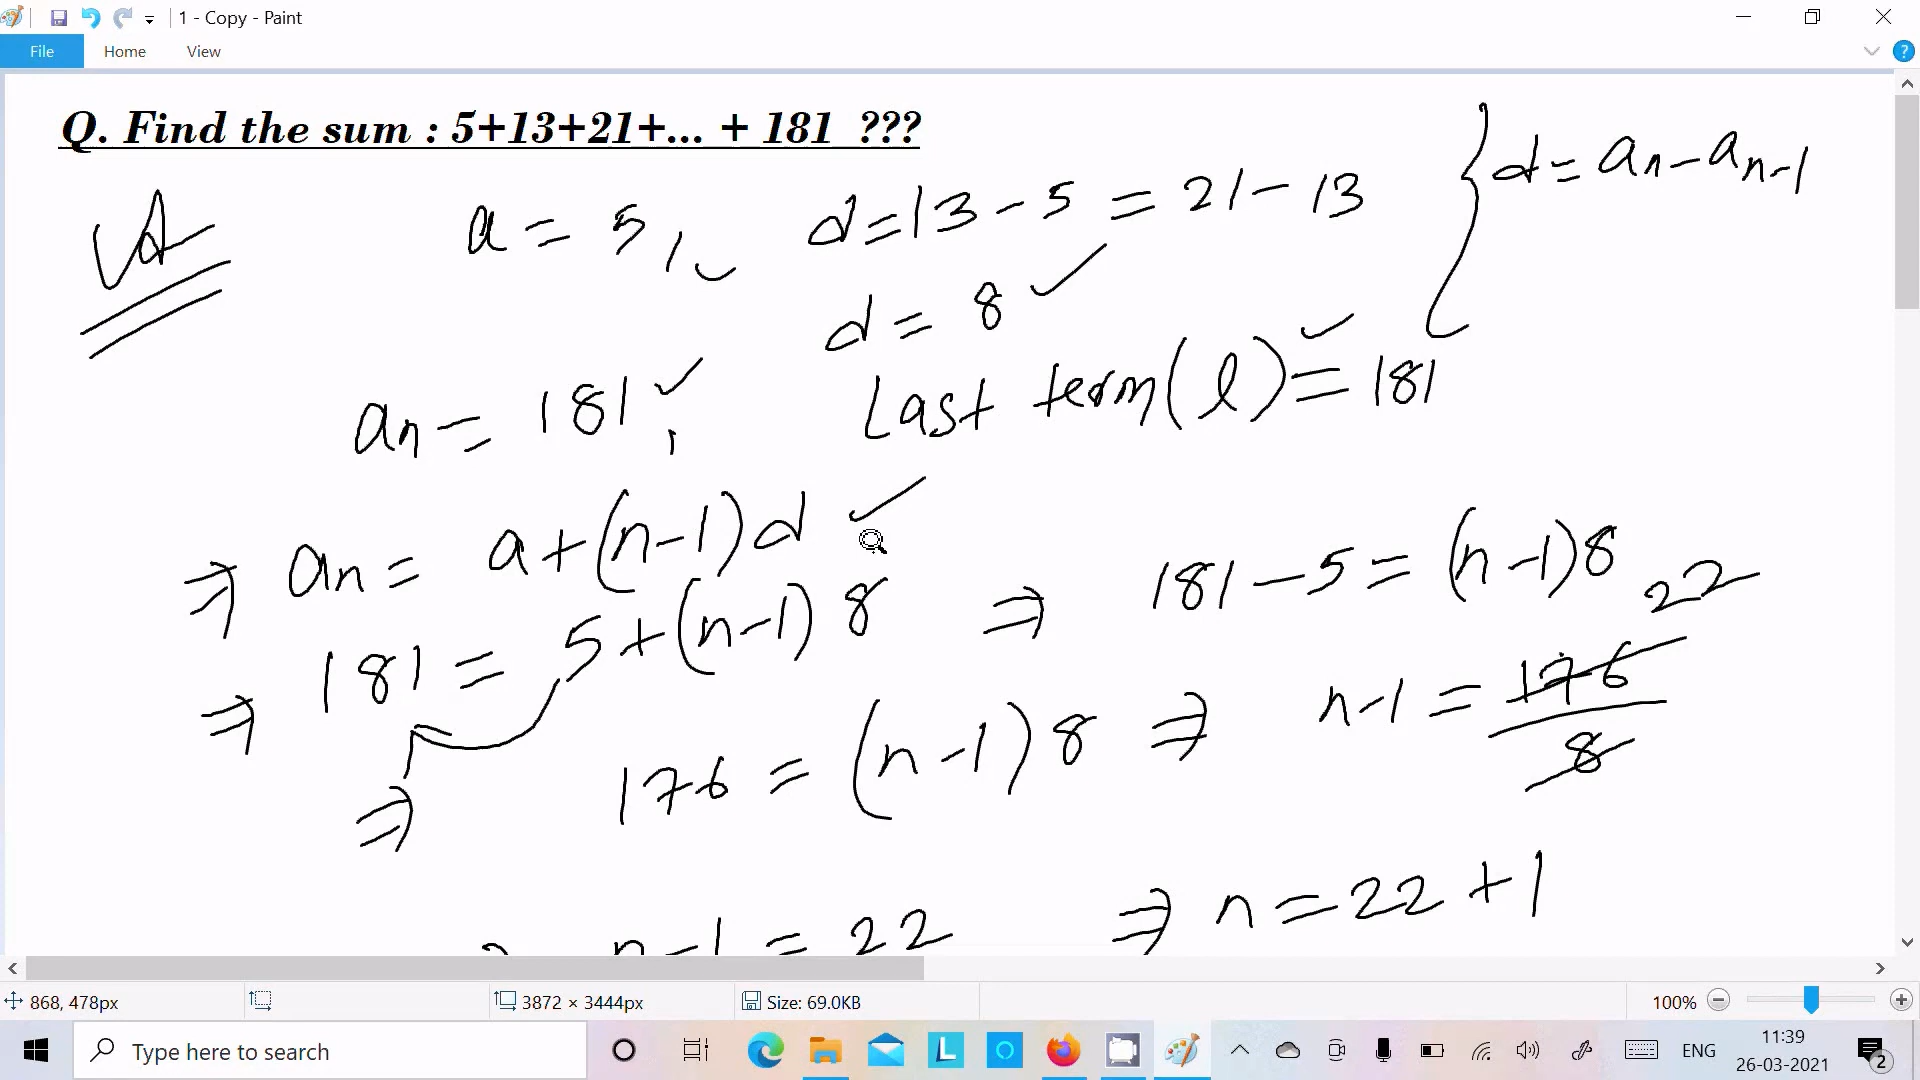 1 - Copy - Paint
File Home View
Q. Find the sum : 5+13+21+... + 181 ???
a = 5, d = 13 - 5 = 21 - 13 d = an - an-1
d = 8
an = 181, Last term (l) = 181
⇒ an = a + (n-1) d
181 - 5 = (n-1) 8
⇒ 181 = 5 + (n-1) 8 ⇒
22
n-1 = 176/8
⇒ 176 = (n-1) 8 ⇒
n-1 = 22 ⇒ n = 22 + 1
868, 478px 3872 × 3444px Size: 69.0KB 100%
Type here to search
ENG 11:39
26-03-2021
2